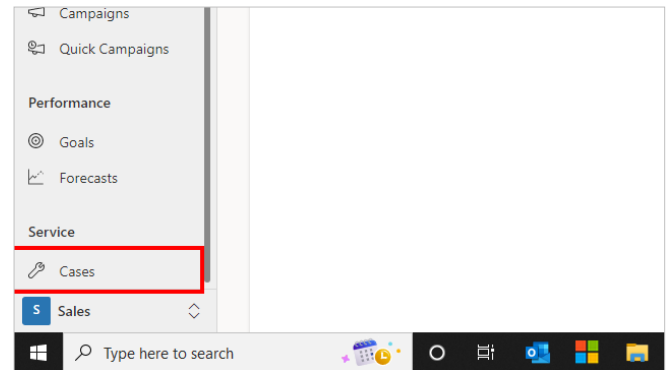 Campaigns
Quick Campaigns
Performance
Goals
Forecasts
Service
Cases
S Sales
Type here to search